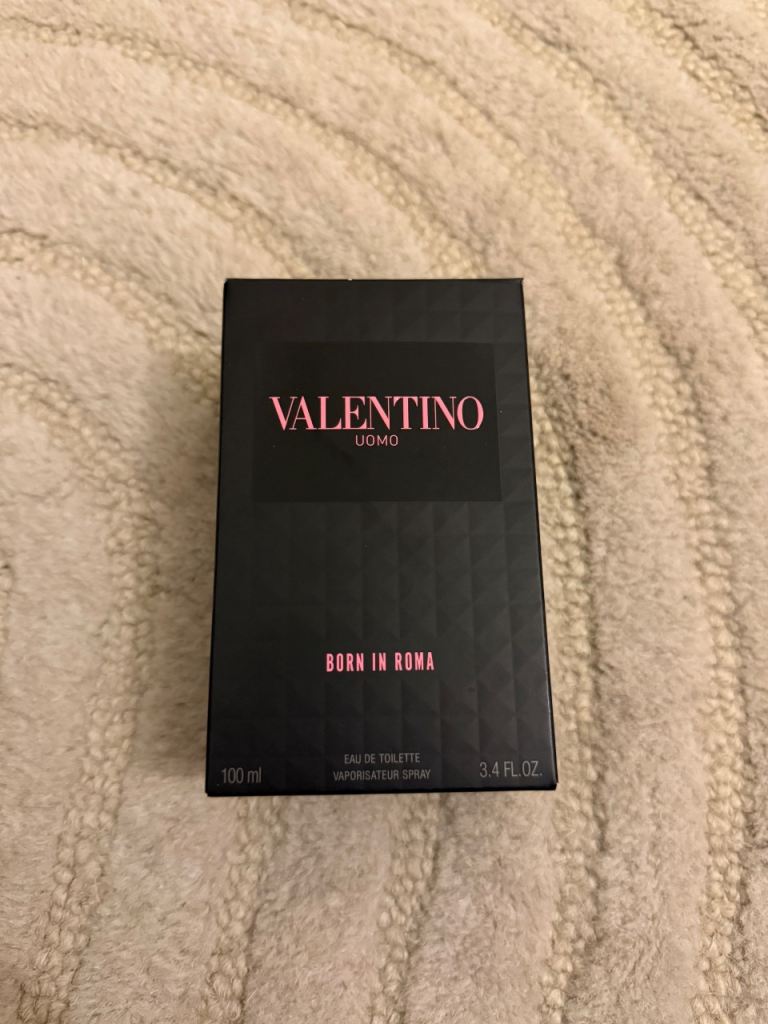 VALENTINO
UOMO
BORN IN ROMA
EAU DE TOILETTE
VAPORISATEUR SPRAY
100 ml
3.4 FL.OZ.